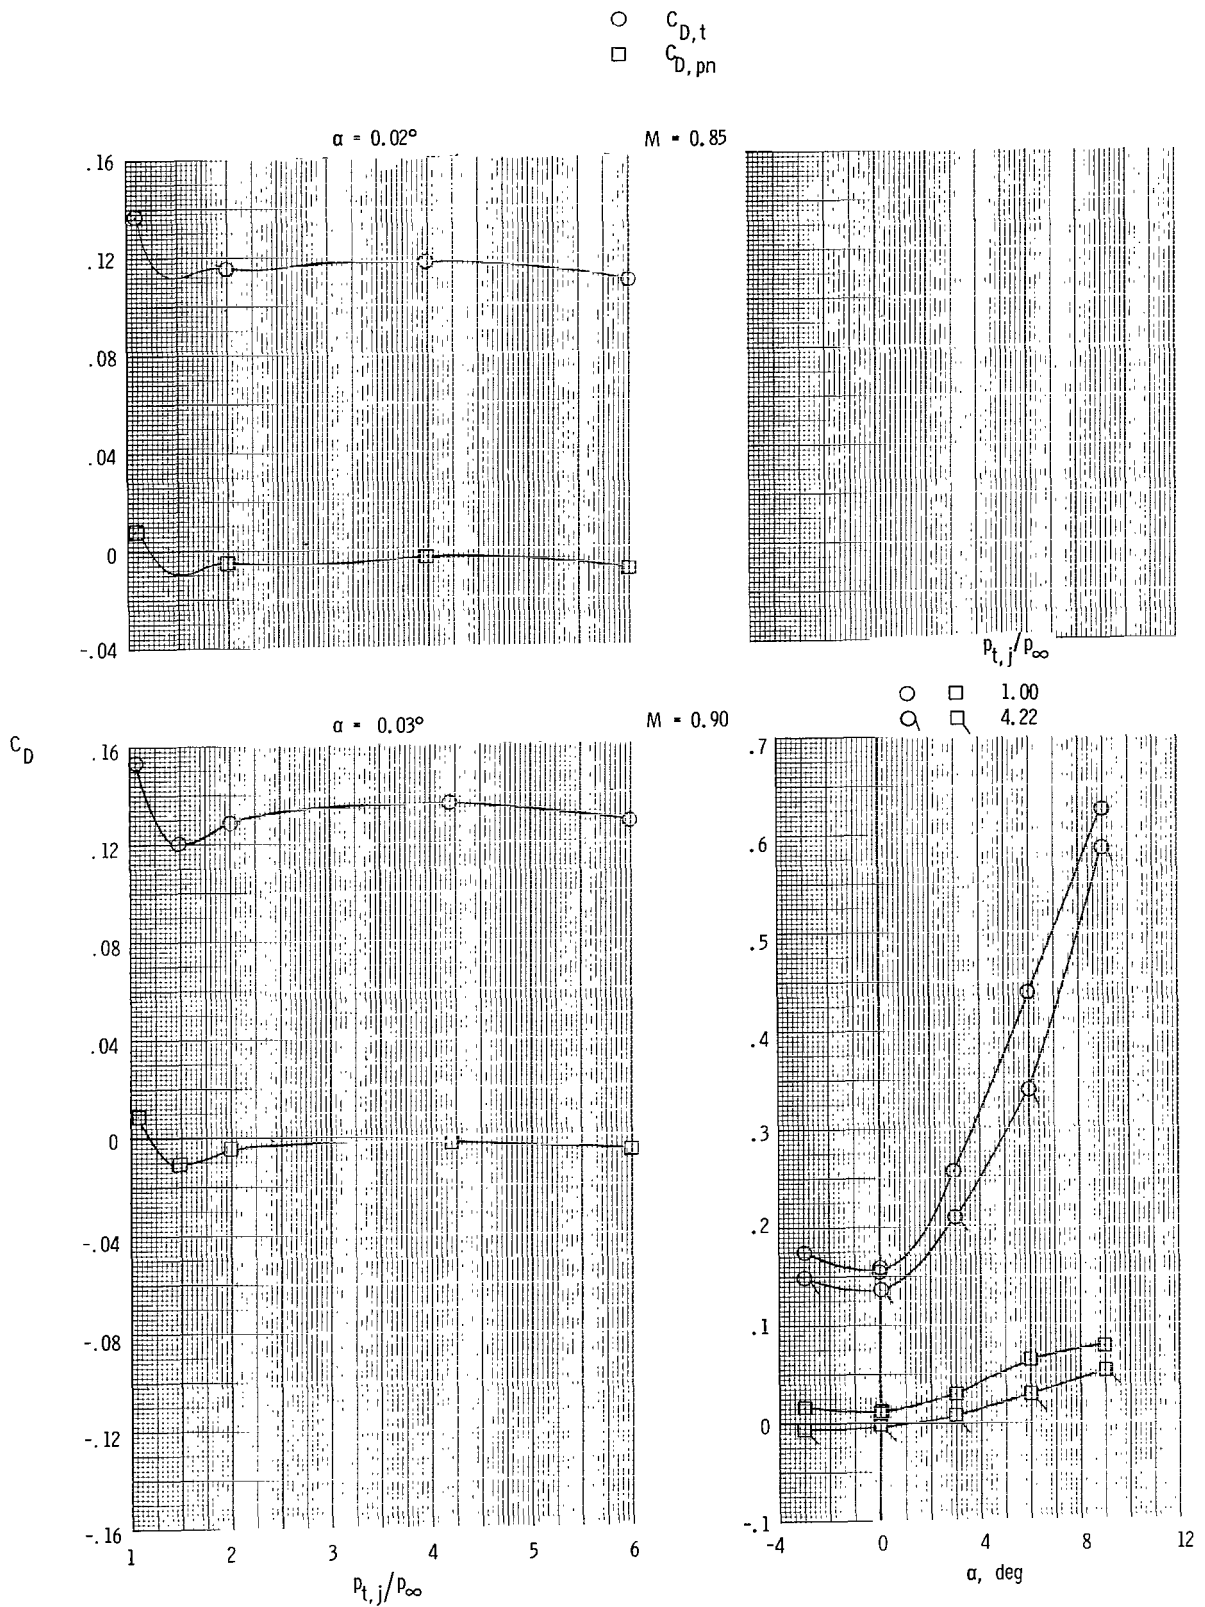 C_D,t
C_D,pn
α = 0.02°
M = 0.85
.16
.12
.08
.04
0
-.04
p_t,j/p_∞
1.00
4.22
α = 0.03°
M = 0.90
C_D
.16
.12
.08
.04
0
-.04
-.08
-.12
-.16
1 2 3 4 5 6
p_t,j/p_∞
.7
.6
.5
.4
.3
.2
.1
0
-.1
-4 0 4 8 12
α, deg